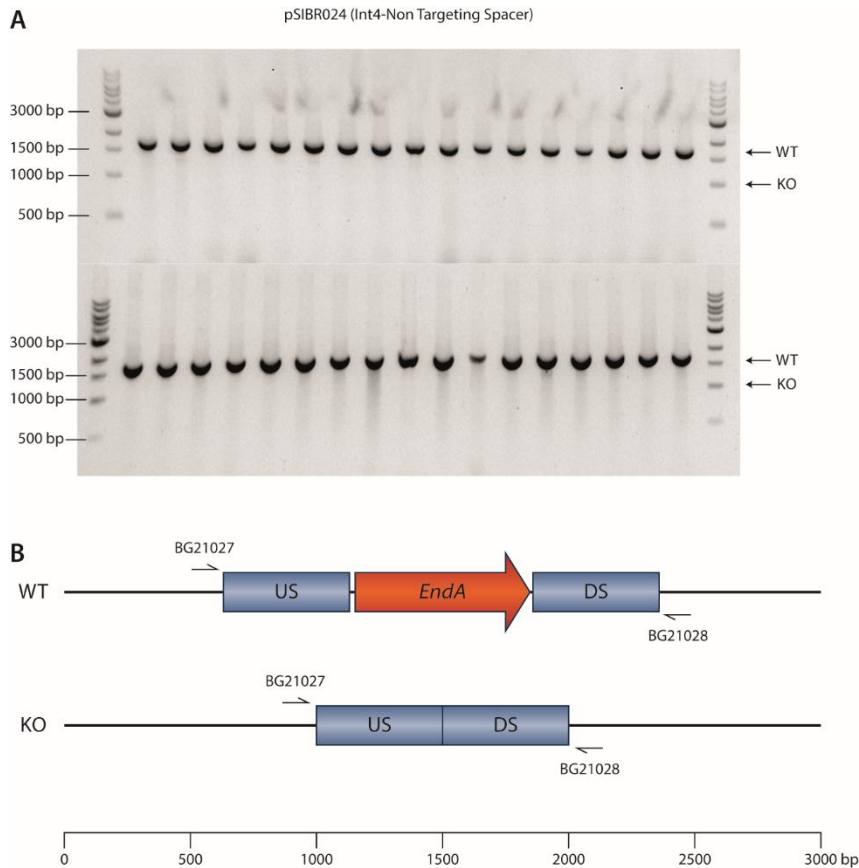 A
pSIBR024 (Int4-Non Targeting Spacer)
3000 bp
1500 bp
1000 bp
500 bp
WT
KO
3000 bp
1500 bp
1000 bp
500 bp
WT
KO
B
BG21027
WT
US
EndA
DS
BG21028
BG21027
KO
US
DS
BG21028
0
500
1000
1500
2000
2500
3000 bp